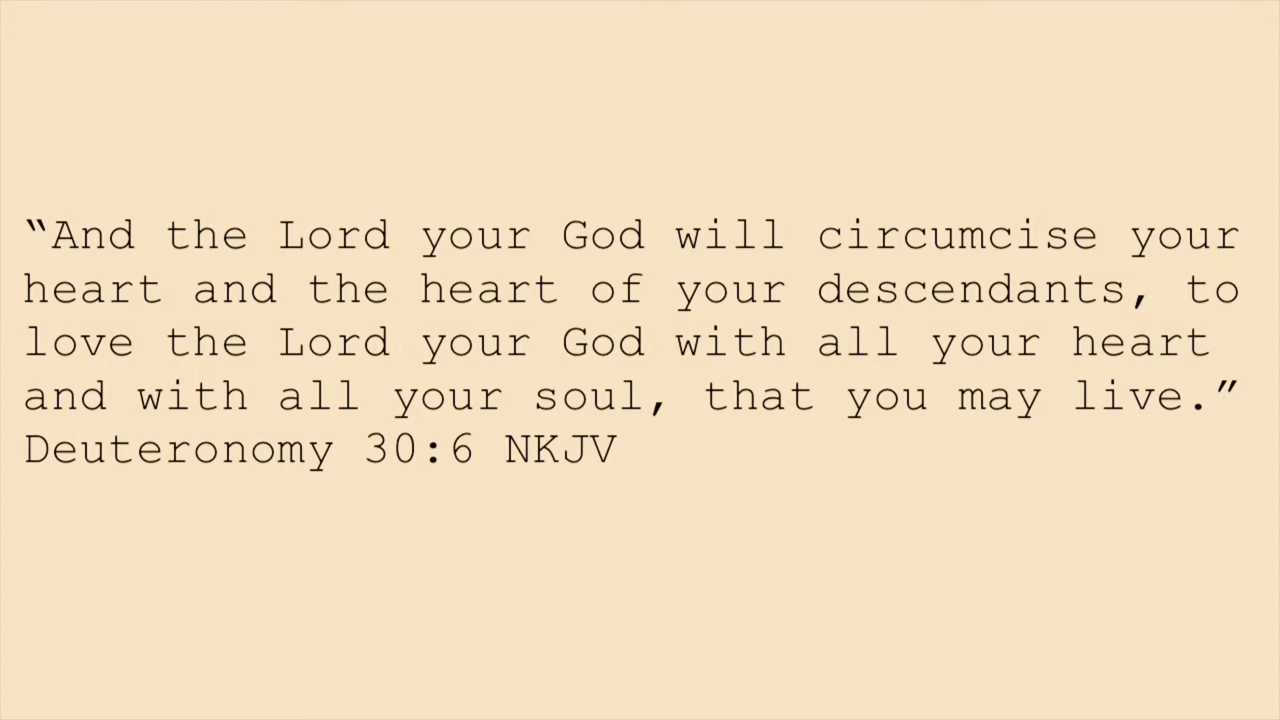 “And the Lord your God will circumcise your
heart and the heart of your descendants, to
love the Lord your God with all your heart
and with all your soul, that you may live.”
Deuteronomy 30:6 NKJV